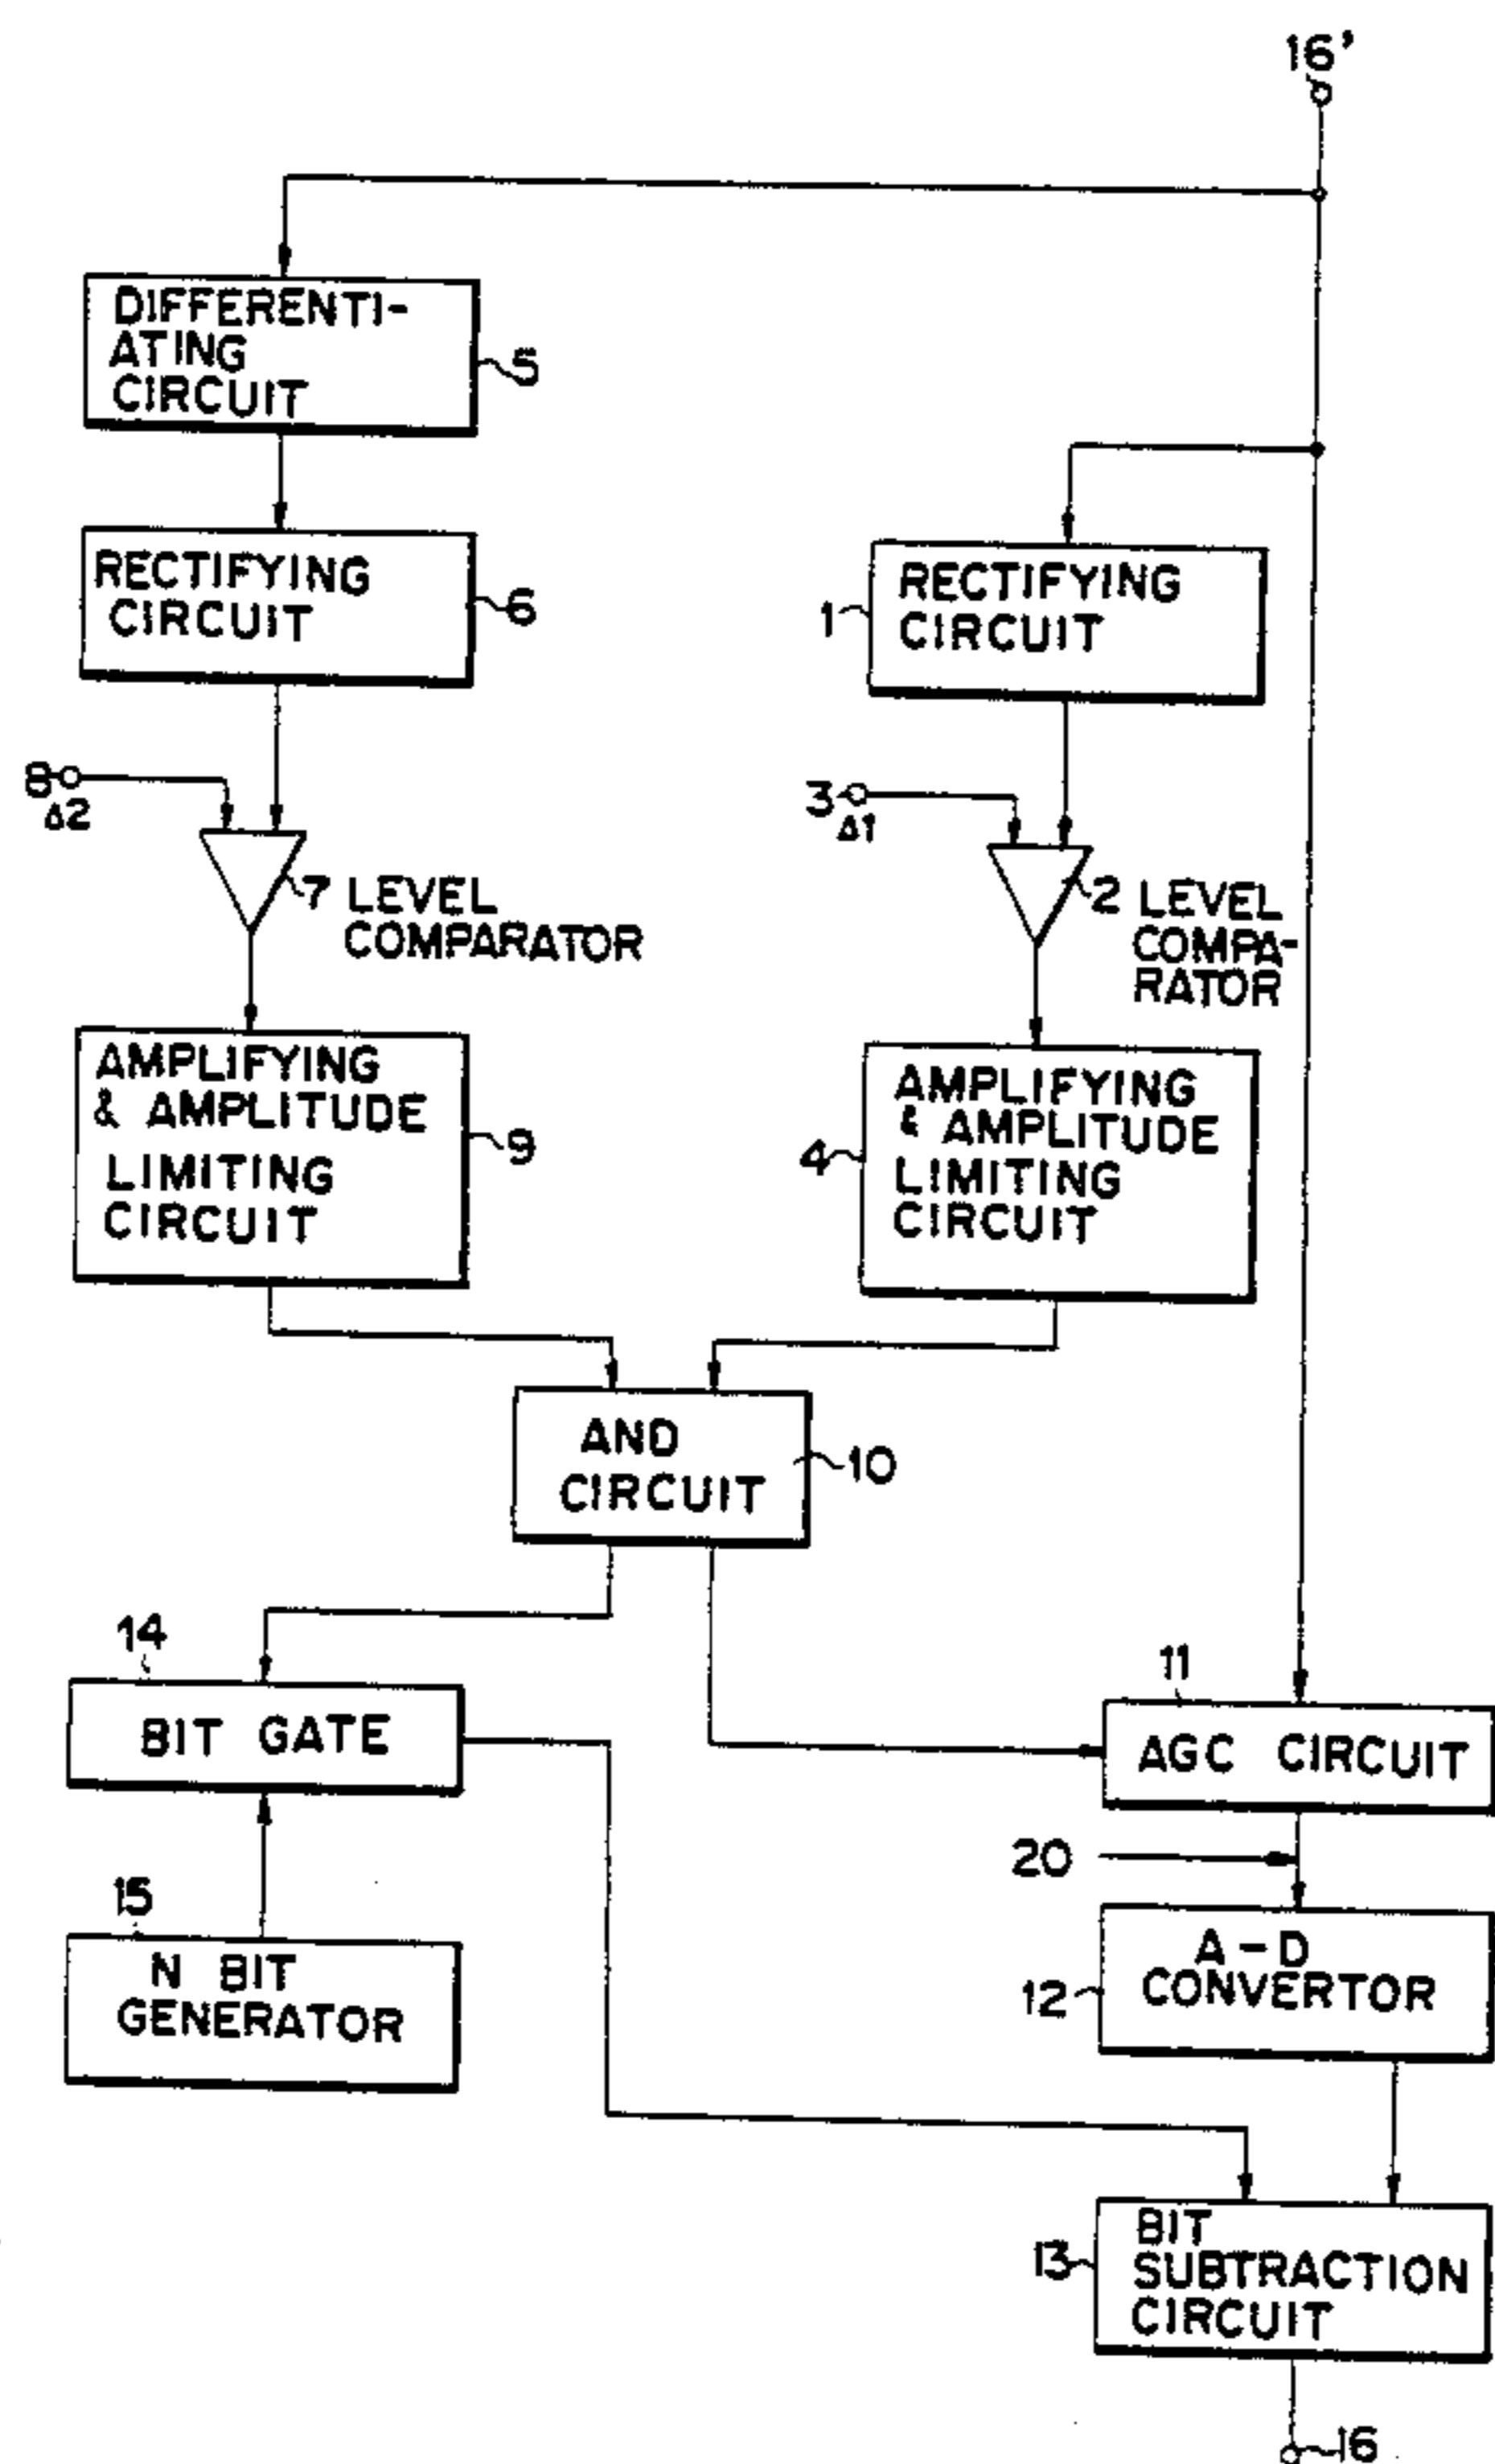 16'
DIFFERENTI-
ATING
CIRCUIT
5
RECTIFYING
CIRCUIT
6
1
RECTIFYING
CIRCUIT
8
Δ2
3
Δ1
7 LEVEL
COMPARATOR
2 LEVEL
COMPA-
RATOR
AMPLIFYING
& AMPLITUDE
LIMITING
CIRCUIT
9
4
AMPLIFYING
& AMPLITUDE
LIMITING
CIRCUIT
AND
CIRCUIT
10
14
BIT GATE
11
AGC CIRCUIT
20
15
N BIT
GENERATOR
12
A-D
CONVERTOR
13
BIT
SUBTRACTION
CIRCUIT
16